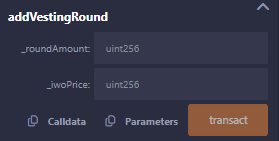 addVestingRound
_roundAmount: uint256
_iwoPrice: uint256
Calldata Parameters transact